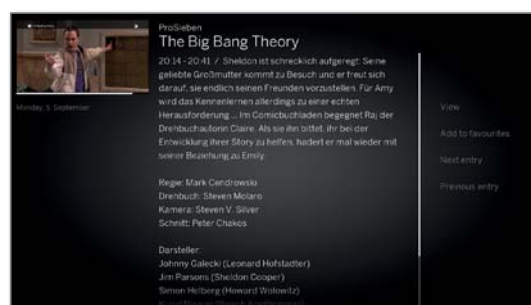 ProSieben
The Big Bang Theory
20:14 - 20:41 / Sheldon ist schrecklich aufgeregt: Seine
geliebte Großmutter kommt zu Besuch und er freut sich
darauf, sie endlich seinen Freunden vorzustellen. Für Amy
wird das Kennenlernen allerdings zu einer echten
Herausforderung ... Im Comicbuchladen begegnet Raj der
Drehbuchautorin Claire. Als sie ihn bittet, ihr bei der
Entwicklung ihrer Story zu helfen, hadert er mal wieder mit
seiner Beziehung zu Emily.
Regie: Mark Cendrowski
Drehbuch: Steven Molaro
Kamera: Steven V. Silver
Schnitt: Peter Chakos
Darsteller:
Johnny Galecki (Leonard Hofstadter)
Jim Parsons (Sheldon Cooper)
Simon Helberg (Howard Wolowitz)
Monday, 5. September
View
Add to favourites
Next entry
Previous entry